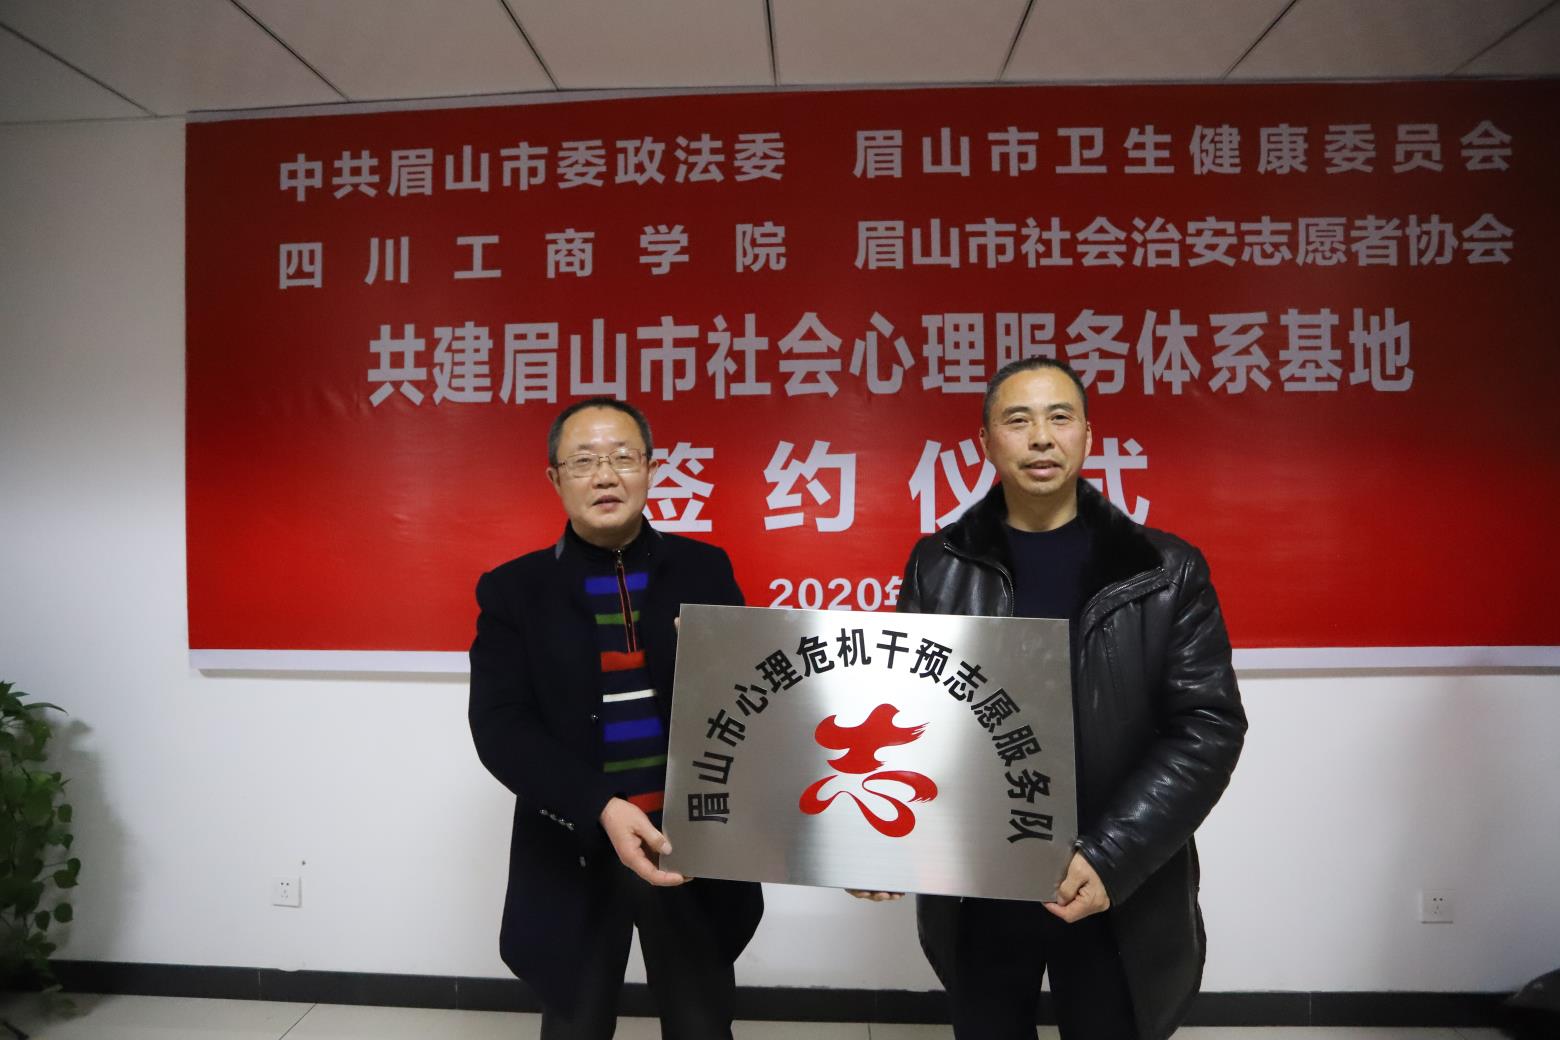 中共眉山市委政法委 眉山市卫生健康委员会
四川工商学院 眉山市社会治安志愿者协会
共建眉山市社会心理服务体系基地
签约仪式
2020年
眉山市心理危机干预志愿服务队
志